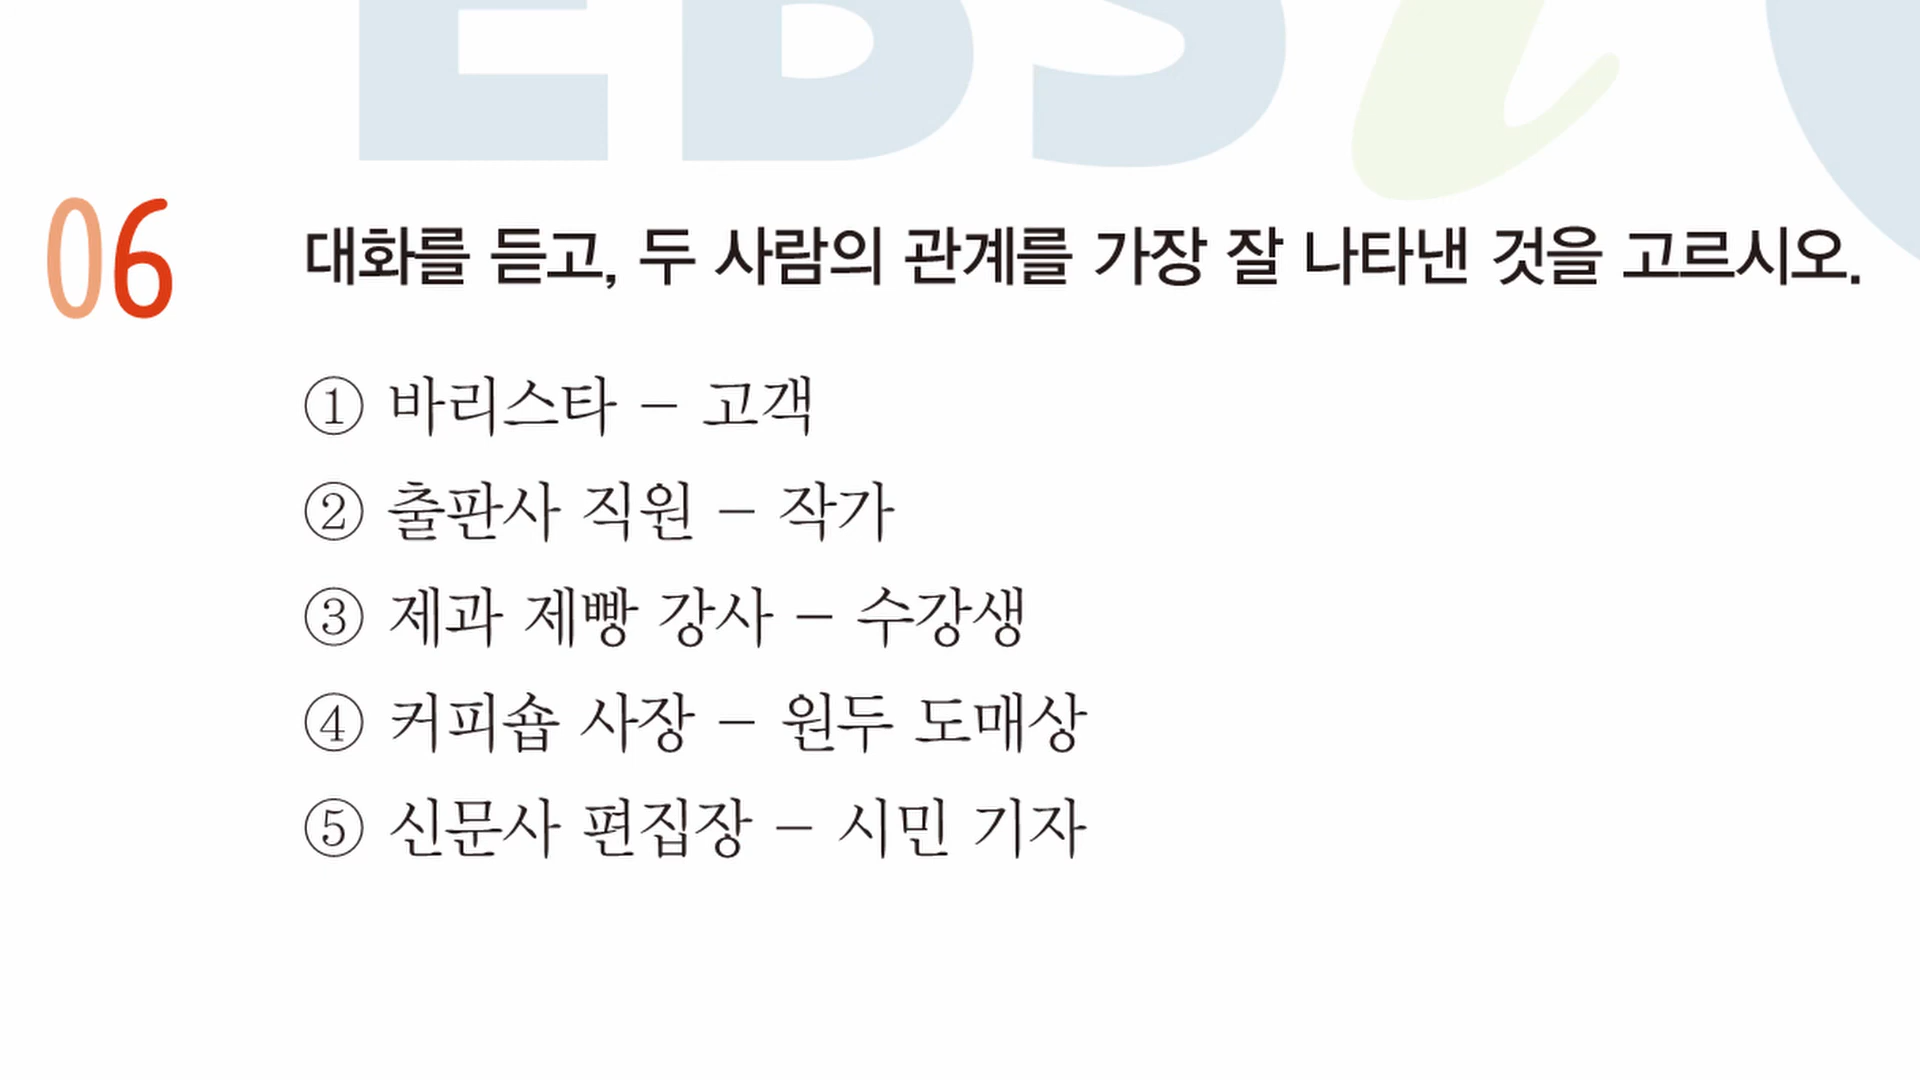 EBSi
06 대화를 듣고, 두 사람의 관계를 가장 잘 나타낸 것을 고르시오.
① 바리스타 – 고객
② 출판사 직원 – 작가
③ 제과 제빵 강사 – 수강생
④ 커피숍 사장 – 원두 도매상
⑤ 신문사 편집장 – 시민 기자